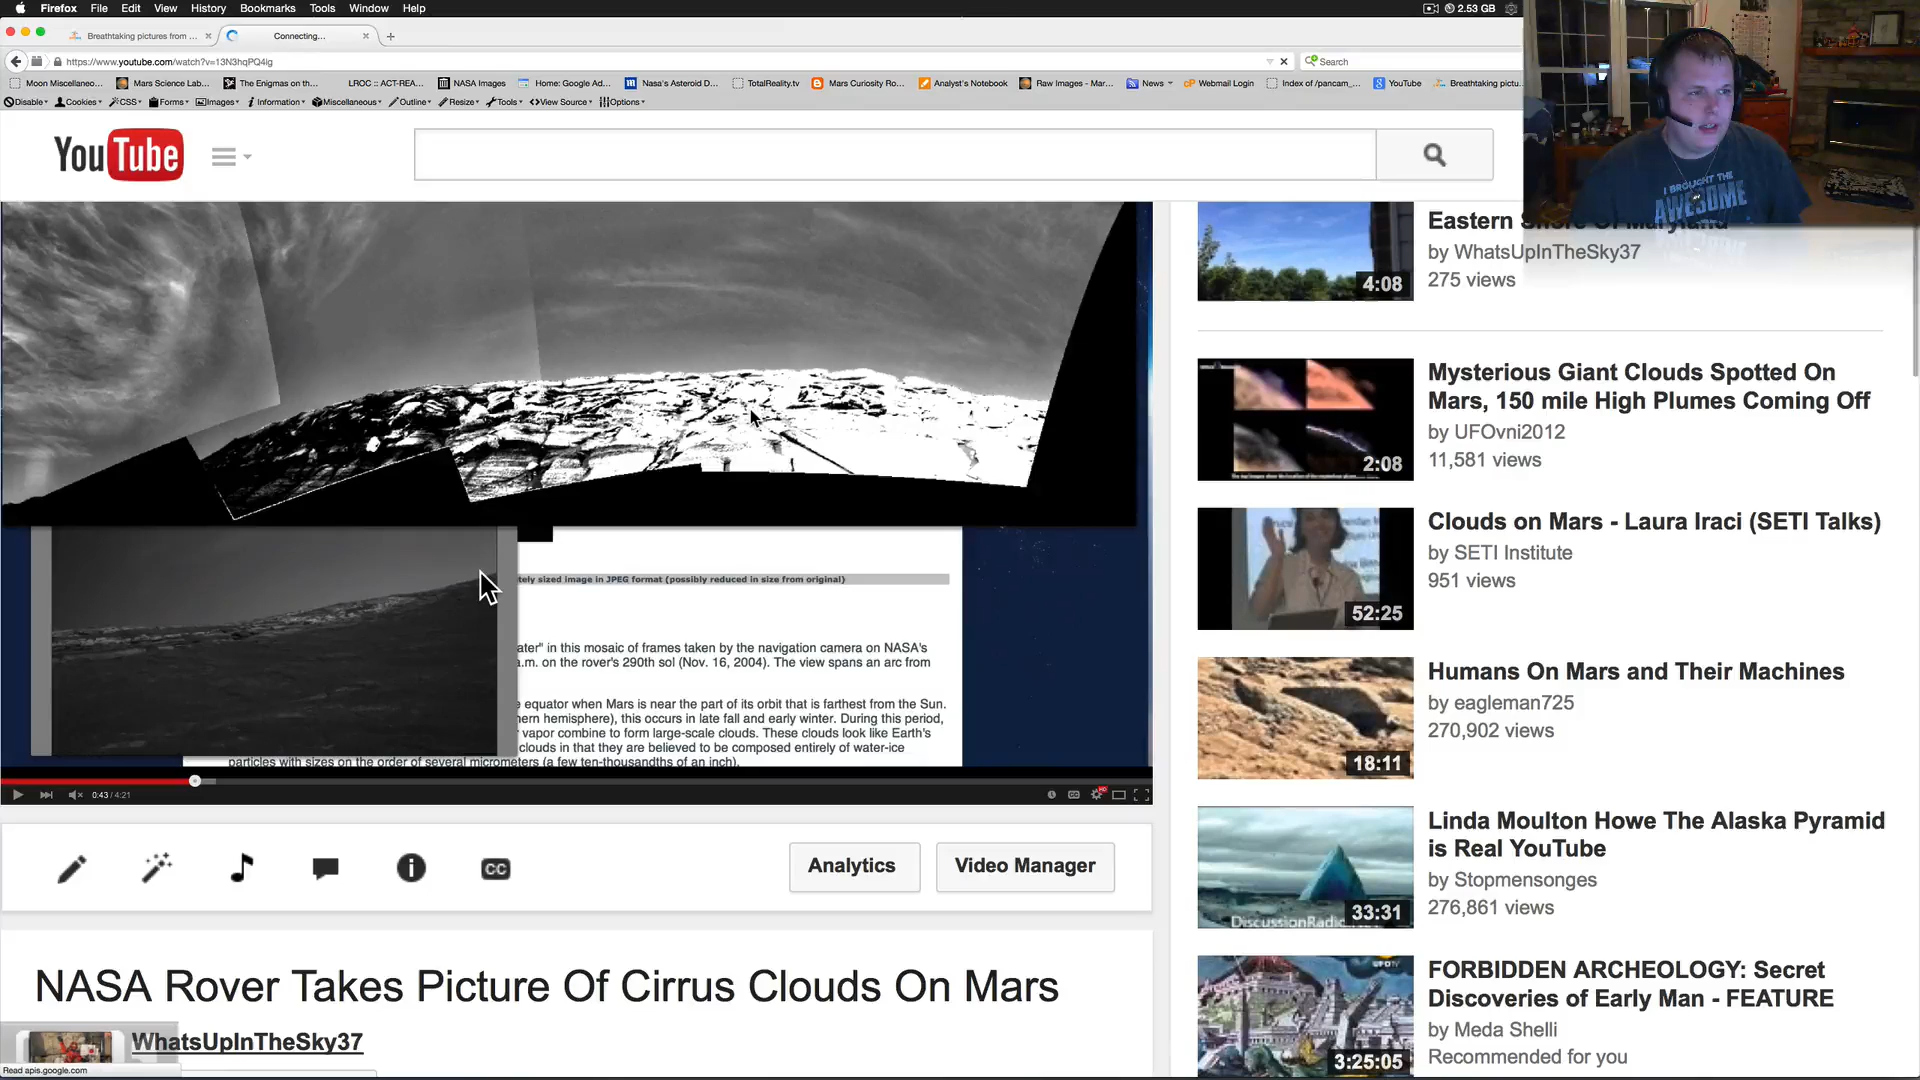 Firefox File Edit View History Bookmarks Tools Window Help
2.53 GB
Breathtaking pictures from ...
Connecting...
https://www.youtube.com/watch?v=13N3hqPQ4ig
Search
Moon Miscellaneo... Mars Science Lab... The Enigmas on th... LROC :: ACT-REA... NASA Images Home: Google Ad... Nasa's Asteroid D... TotalReality.tv Mars Curiosity Ro... Analyst's Notebook Raw Images - Mar... News Webmail Login Index of /pancam_... YouTube Breathtaking pictu...
Disable Cookies CSS Forms Images Information Miscellaneous Outline Resize Tools View Source Options
YouTube
I BROUGHT THE
AWESOME
Eastern Shore Of Maryland
by WhatsUpInTheSky37
275 views
4:08
Mysterious Giant Clouds Spotted On
Mars, 150 mile High Plumes Coming Off
by UFOvni2012
11,581 views
2:08
Clouds on Mars - Laura Iraci (SETI Talks)
by SETI Institute
951 views
52:25
Humans On Mars and Their Machines
by eagleman725
270,902 views
18:11
Linda Moulton Howe The Alaska Pyramid
is Real YouTube
by Stopmensonges
276,861 views
33:31
FORBIDDEN ARCHEOLOGY: Secret
Discoveries of Early Man - FEATURE
by Meda Shelli
Recommended for you
3:25:05
sized image in JPEG format (possibly reduced in size from original)
in this mosaic of frames taken by the navigation camera on NASA's
on the rover's 290th sol (Nov. 16, 2004). The view spans an arc from
equator when Mars is near the part of its orbit that is farthest from the Sun.
hemisphere), this occurs in late fall and early winter. During this period,
vapor combine to form large-scale clouds. These clouds look like Earth's
clouds in that they are believed to be composed entirely of water-ice
particles with sizes on the order of several micrometers (a few ten-thousandths of an inch).
0:43 / 4:21
HD
CC
Analytics
Video Manager
NASA Rover Takes Picture Of Cirrus Clouds On Mars
WhatsUpInTheSky37
Read apis.google.com